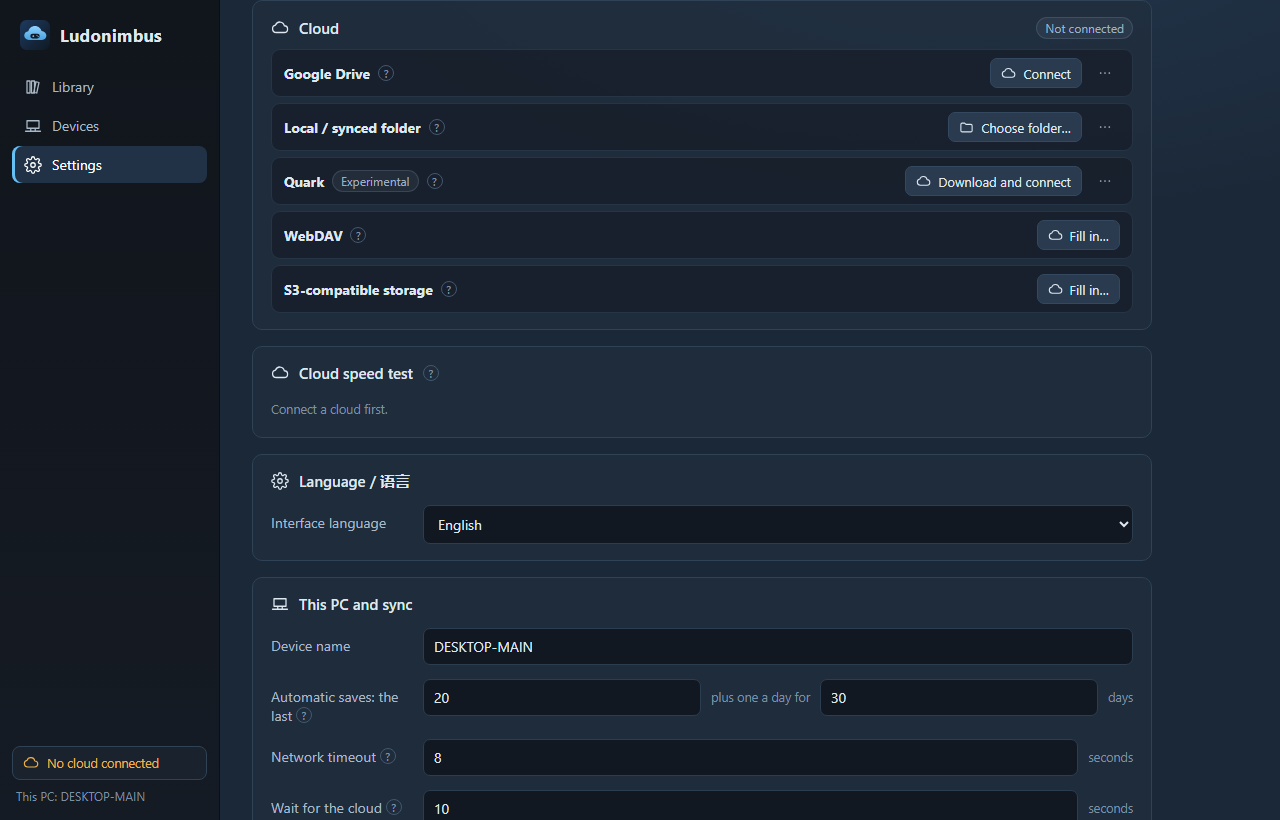 Ludonimbus
Library
Devices
Settings
No cloud connected
This PC: DESKTOP-MAIN
Cloud
Not connected
Google Drive ?
Connect
...
Local / synced folder ?
Choose folder...
...
Quark Experimental ?
Download and connect
...
WebDAV ?
Fill in...
S3-compatible storage ?
Fill in...
Cloud speed test ?
Connect a cloud first.
Language / 语言
Interface language
English
This PC and sync
Device name
DESKTOP-MAIN
Automatic saves: the
last ?
20
plus one a day for
30
days
Network timeout ?
8
seconds
Wait for the cloud ?
10
seconds